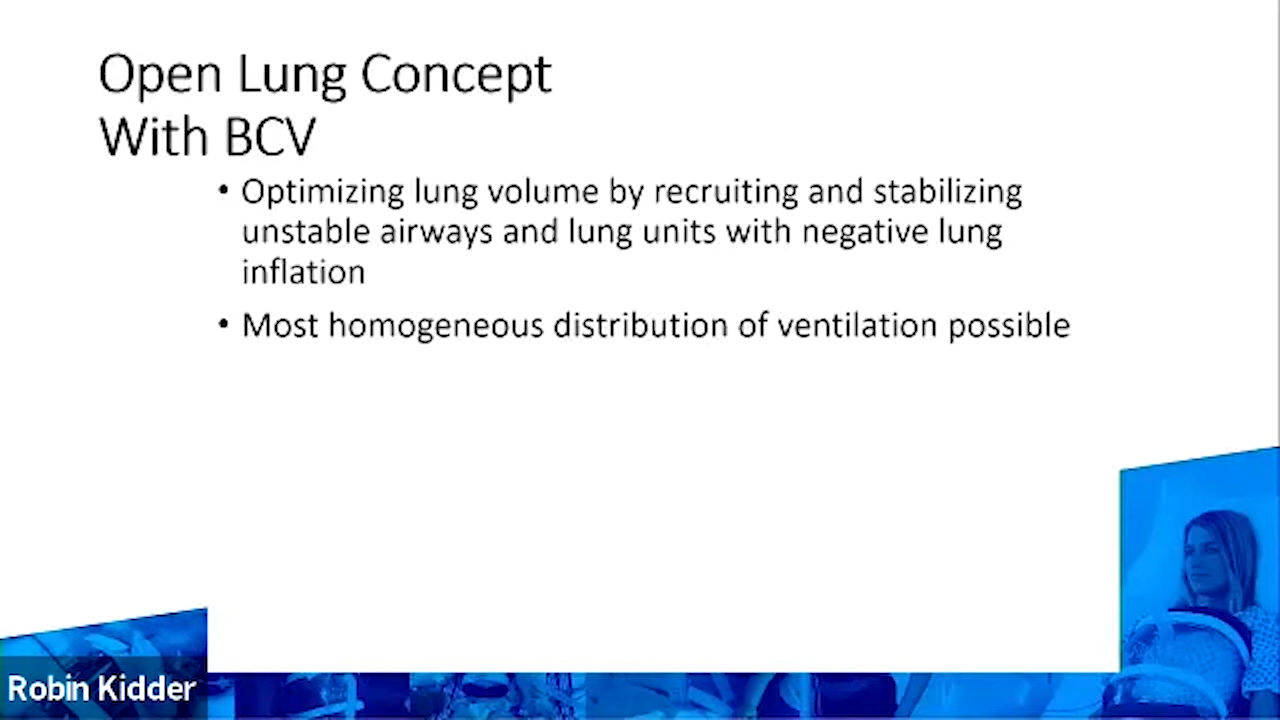 Open Lung Concept
With BCV
• Optimizing lung volume by recruiting and stabilizing
unstable airways and lung units with negative lung
inflation
• Most homogeneous distribution of ventilation possible
Robin Kidder